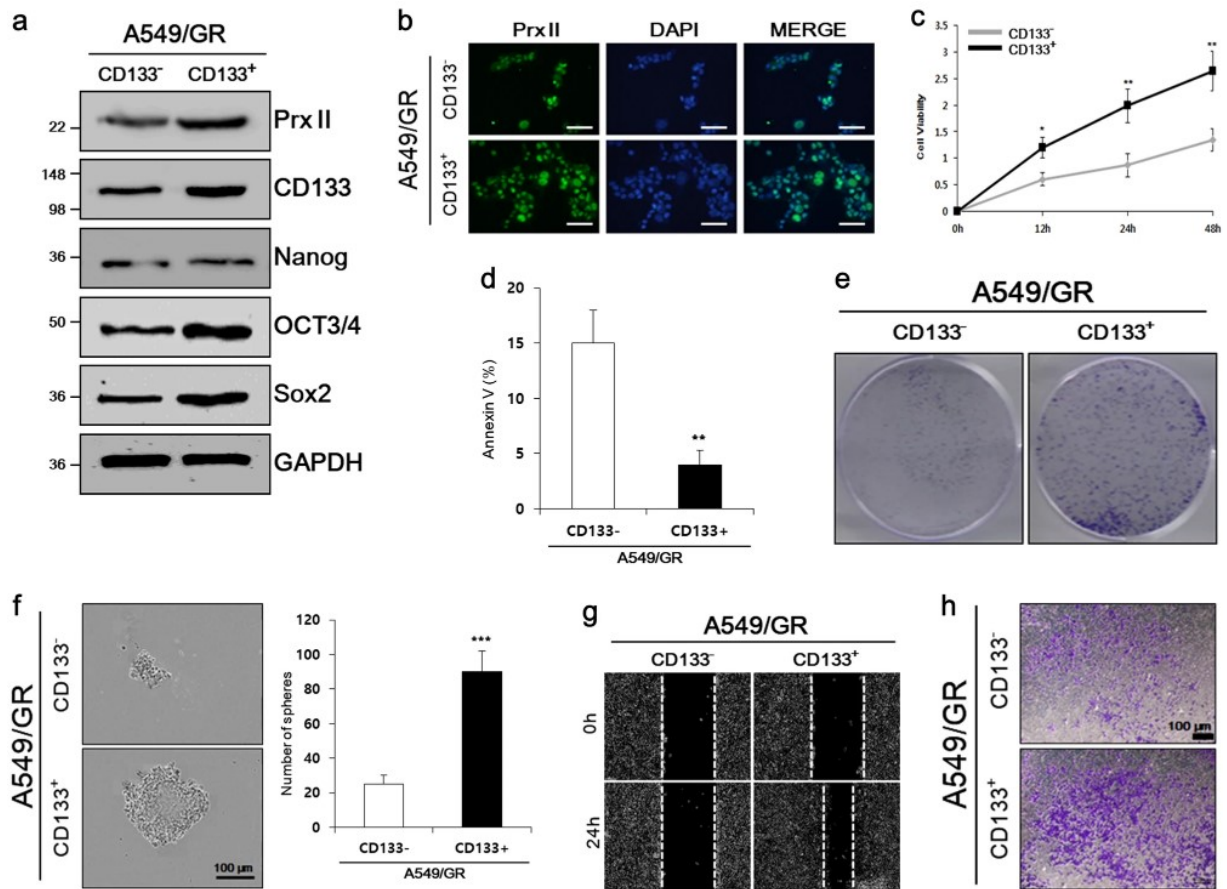 a
A549/GR
CD133⁻ CD133⁺
22 Prx II
148
CD133
98
36 Nanog
50
OCT3/4
36 Sox2
36 GAPDH
b
Prx II DAPI MERGE
A549/GR
CD133⁻
CD133⁺
c
CD133⁻
CD133⁺
Cell Viability
3.5
3
2.5
2
1.5
1
0.5
0
*
**
**
0h 12h 24h 48h
d
Annexin V (%)
20
15
10
5
0
**
CD133- CD133+
A549/GR
e
A549/GR
CD133⁻ CD133⁺
f
A549/GR
CD133⁻
CD133⁺
100 μm
Number of spheres
120
100
80
60
40
20
0
***
CD133- CD133+
A549/GR
g
A549/GR
CD133⁻ CD133⁺
0h
24h
h
A549/GR
CD133⁻
CD133⁺
100 μm